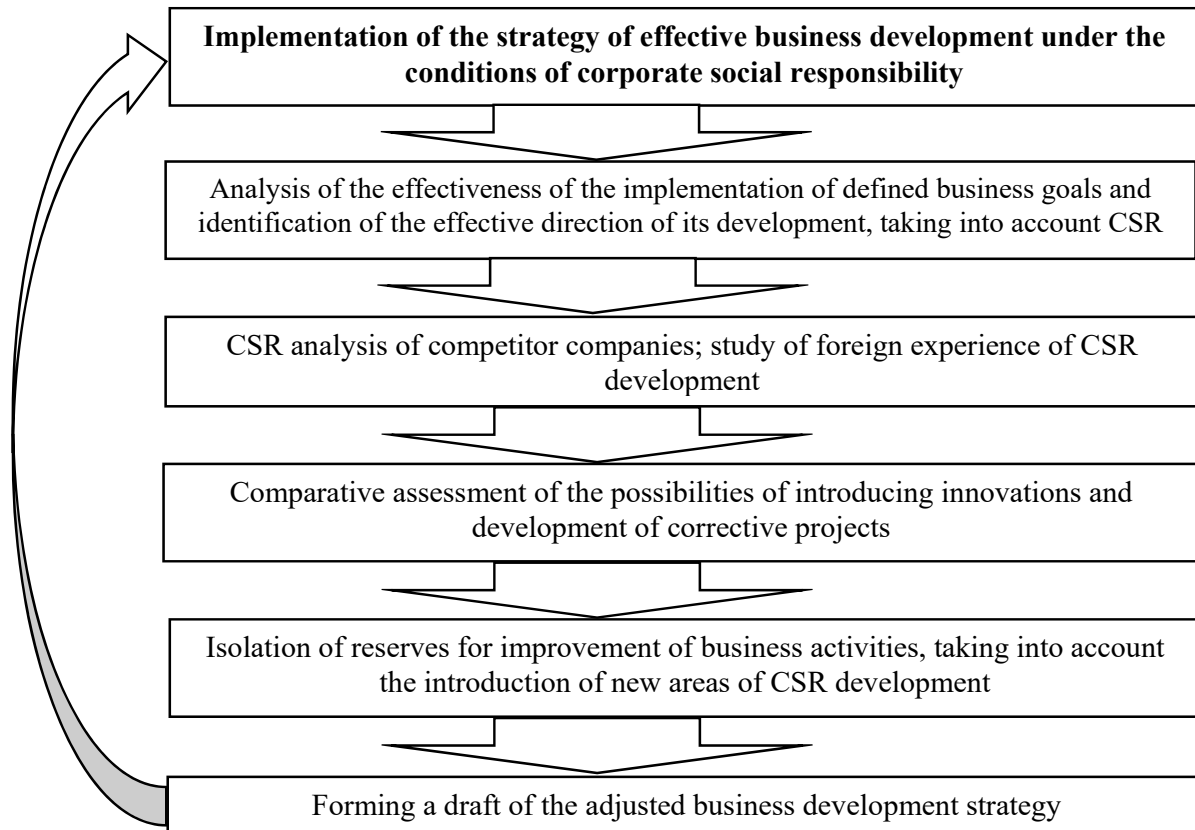 Implementation of the strategy of effective business development under the
conditions of corporate social responsibility
Analysis of the effectiveness of the implementation of defined business goals and
identification of the effective direction of its development, taking into account CSR
CSR analysis of competitor companies; study of foreign experience of CSR
development
Comparative assessment of the possibilities of introducing innovations and
development of corrective projects
Isolation of reserves for improvement of business activities, taking into account
the introduction of new areas of CSR development
Forming a draft of the adjusted business development strategy